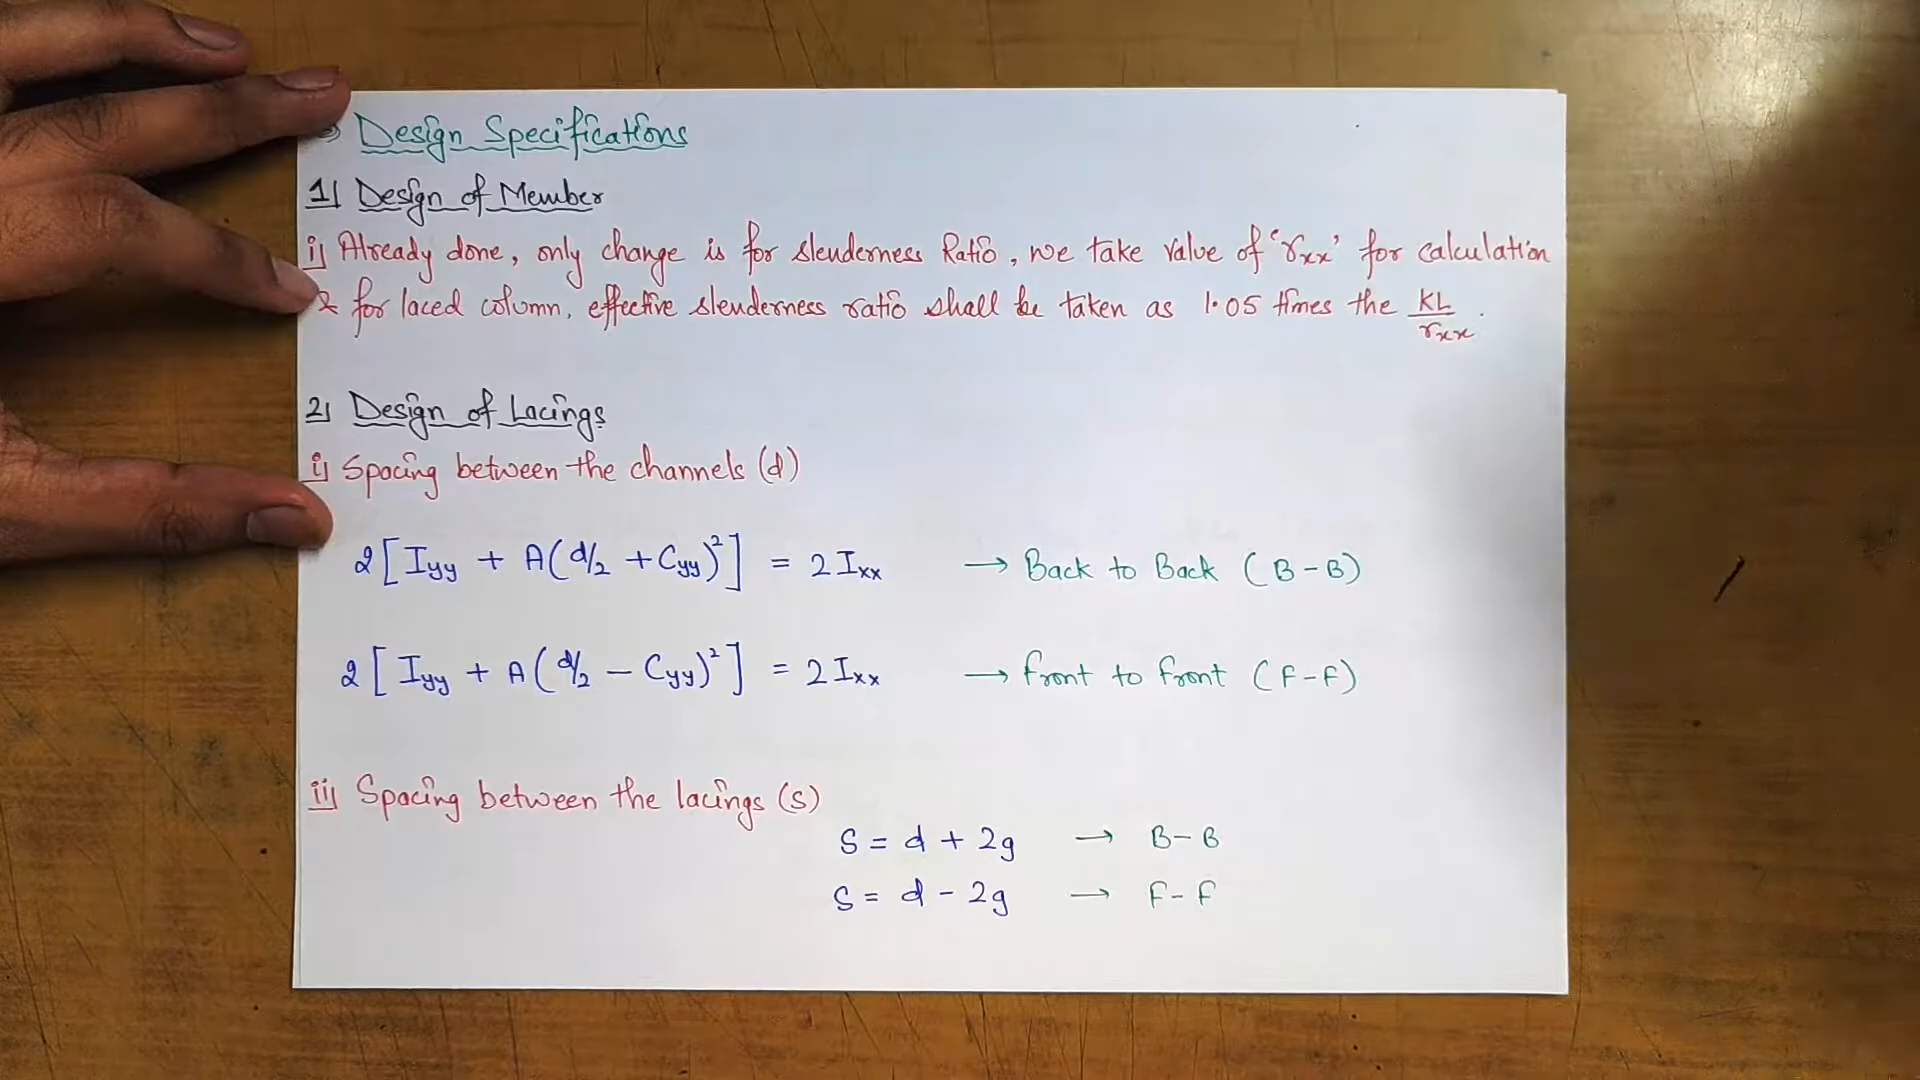 Design Specifications
1) Design of Member
i) Already done, only change is for slenderness Ratio, we take value of 'rxx' for calculation
& for laced column, effective slenderness ratio shall be taken as 1.05 times the KL/rxx.
2) Design of Lacings
i) Spacing between the channels (d)
2[Iyy + A(d/2 + Cyy)²] = 2Ixx → Back to Back (B-B)
2[Iyy + A(d/2 - Cyy)²] = 2Ixx → Front to Front (F-F)
ii) Spacing between the lacings (S)
S = d + 2g → B-B
S = d - 2g → F-F